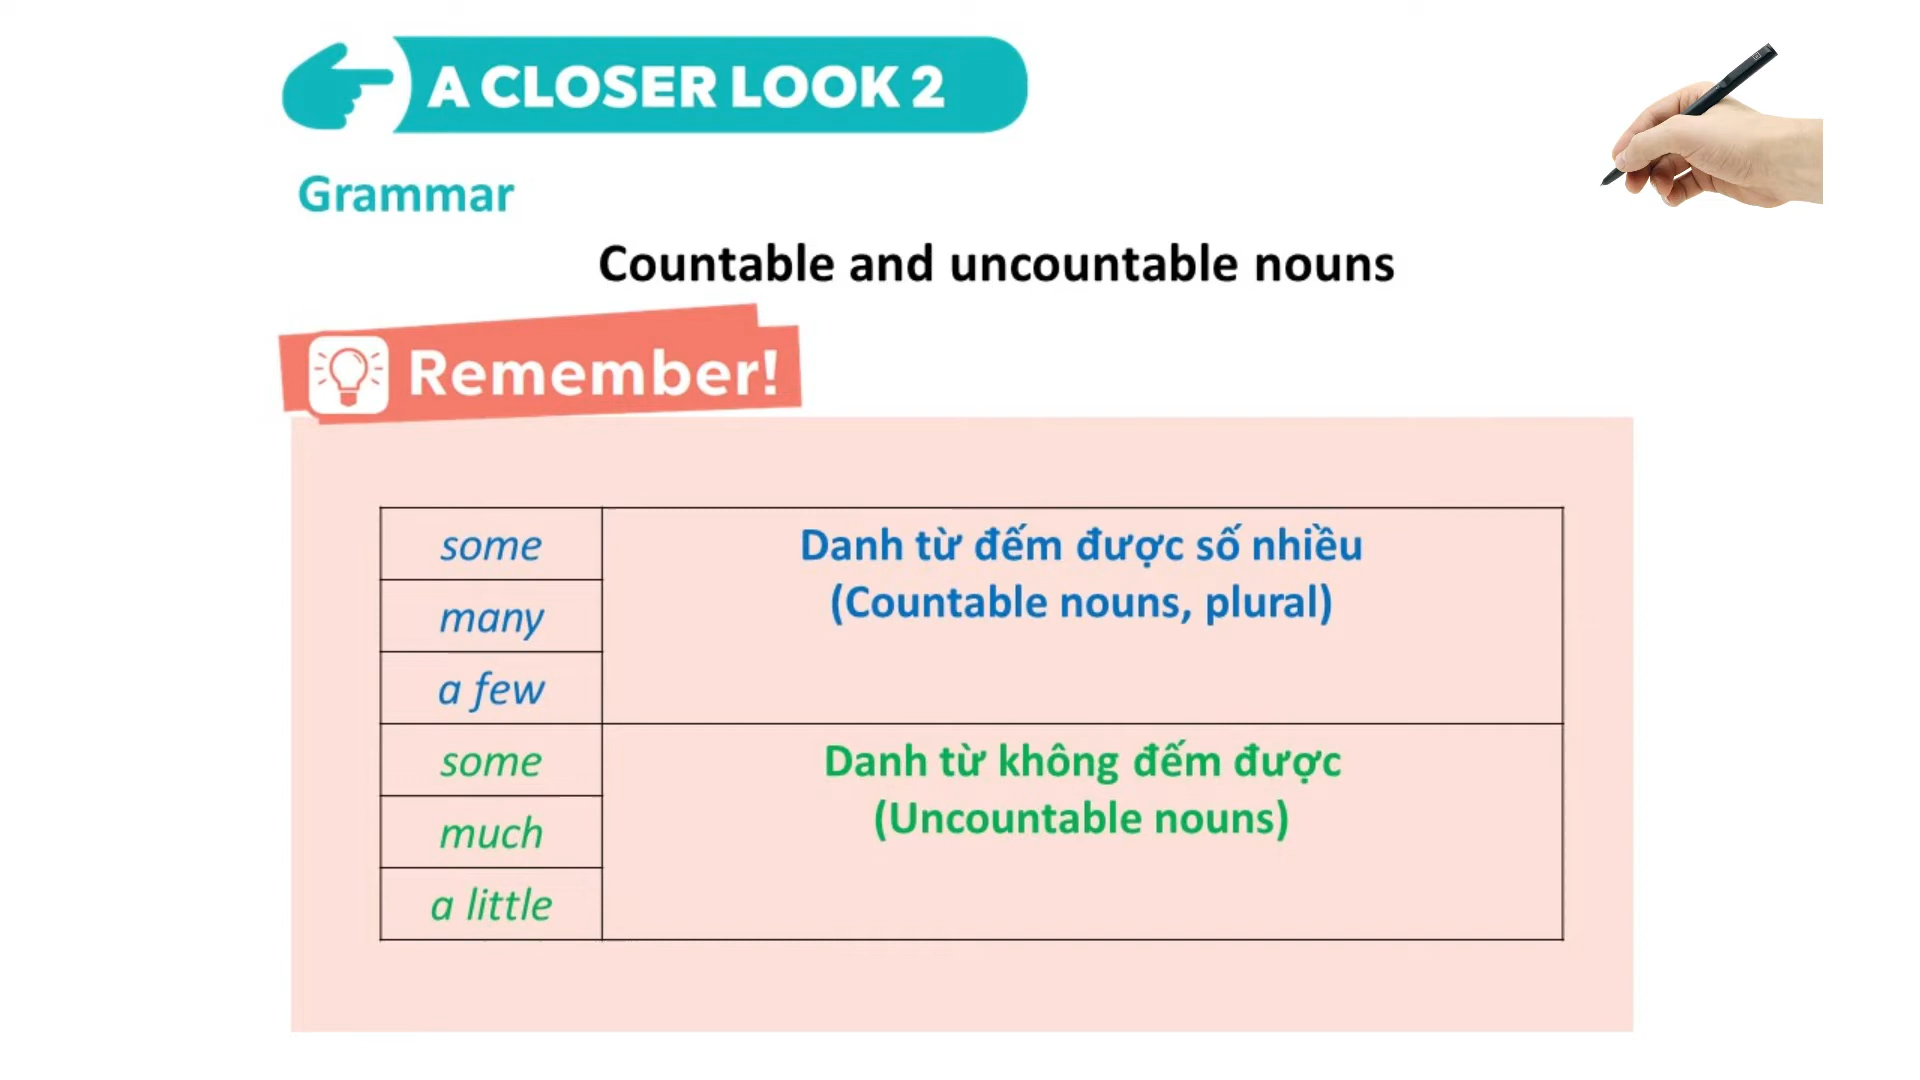 A CLOSER LOOK 2
Grammar
Countable and uncountable nouns
Remember!
some
Danh từ đếm được số nhiều
(Countable nouns, plural)
many
a few
some
Danh từ không đếm được
(Uncountable nouns)
much
a little